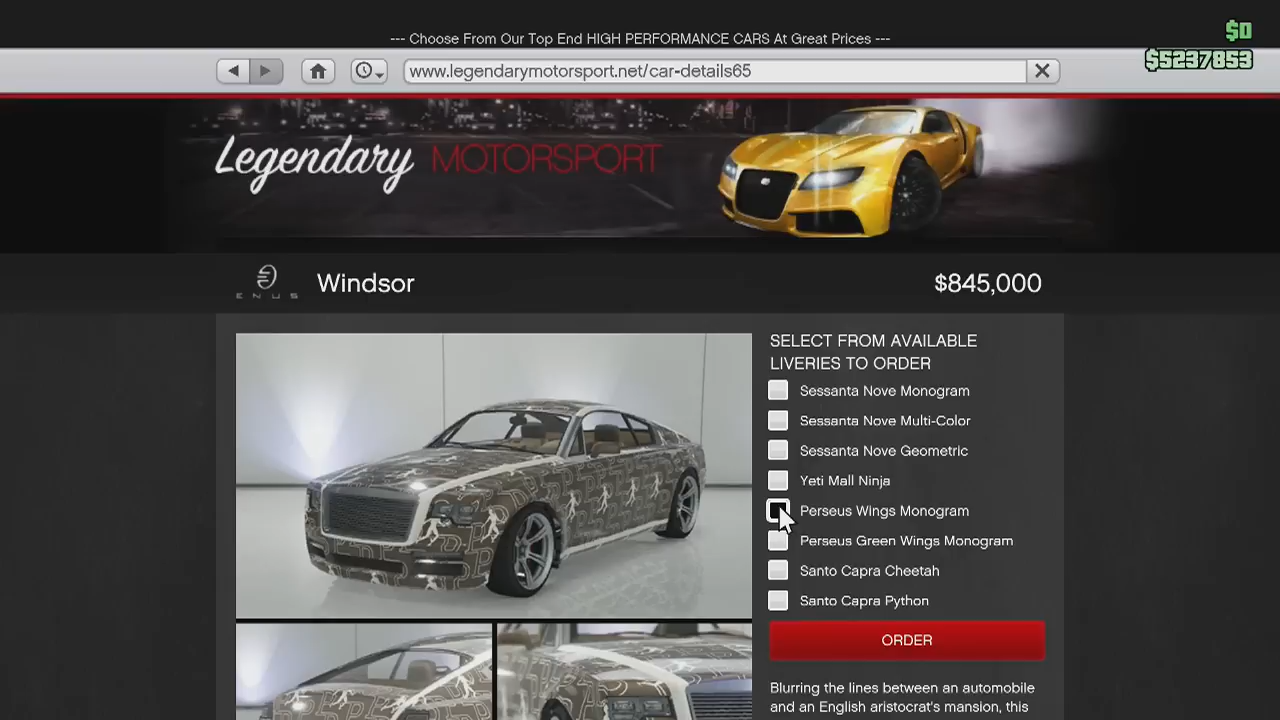 --- Choose From Our Top End HIGH PERFORMANCE CARS At Great Prices ---
$0
$5237853
www.legendarymotorsport.net/car-details65
Legendary MOTORSPORT
ENUS
Windsor
$845,000
SELECT FROM AVAILABLE
LIVERIES TO ORDER
Sessanta Nove Monogram
Sessanta Nove Multi-Color
Sessanta Nove Geometric
Yeti Mall Ninja
Perseus Wings Monogram
Perseus Green Wings Monogram
Santo Capra Cheetah
Santo Capra Python
ORDER
Blurring the lines between an automobile
and an English aristocrat's mansion, this